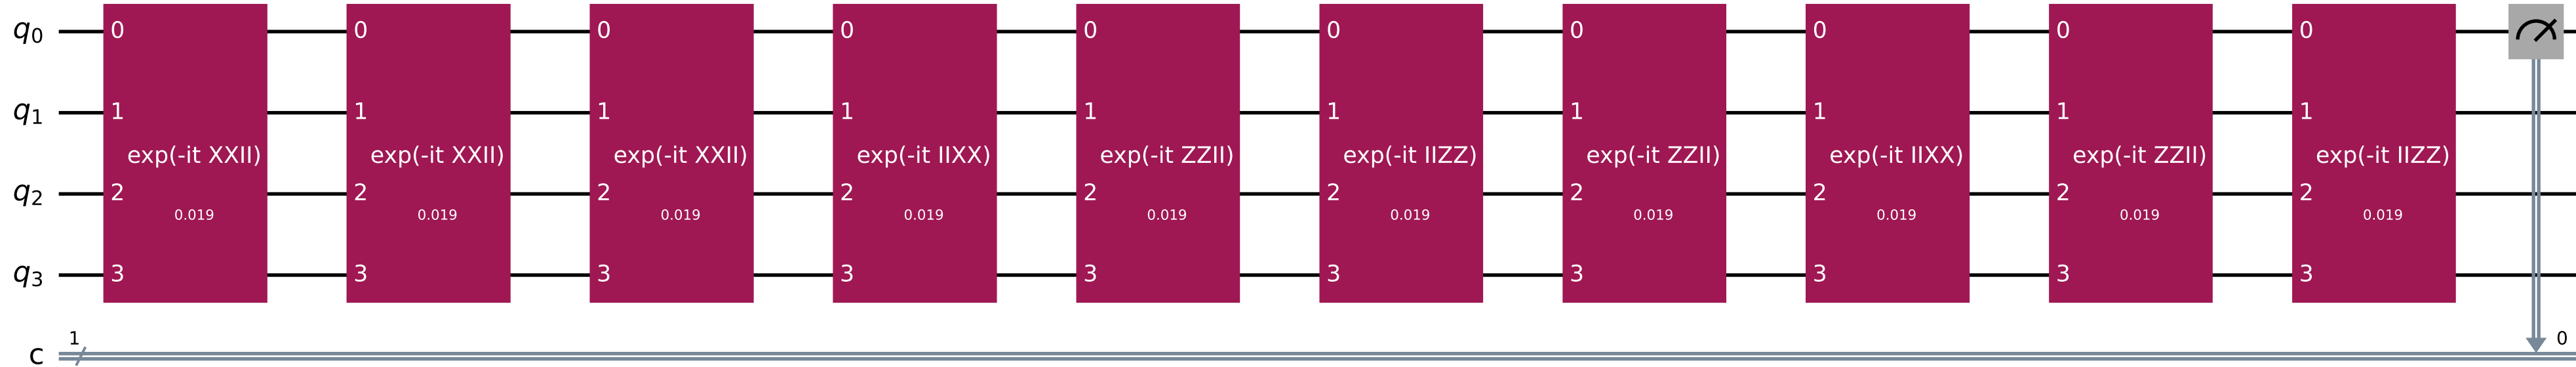 q0 0 0 0 0 0 0 0 0 0 0
q1 1 1 1 1 1 1 1 1 1 1
exp(-it XXII) exp(-it XXII) exp(-it XXII) exp(-it IIXX) exp(-it ZZII) exp(-it IIZZ) exp(-it ZZII) exp(-it IIXX) exp(-it ZZII) exp(-it IIZZ)
q2 2 2 2 2 2 2 2 2 2 2
0.019 0.019 0.019 0.019 0.019 0.019 0.019 0.019 0.019 0.019
q3 3 3 3 3 3 3 3 3 3 3
1 0
c